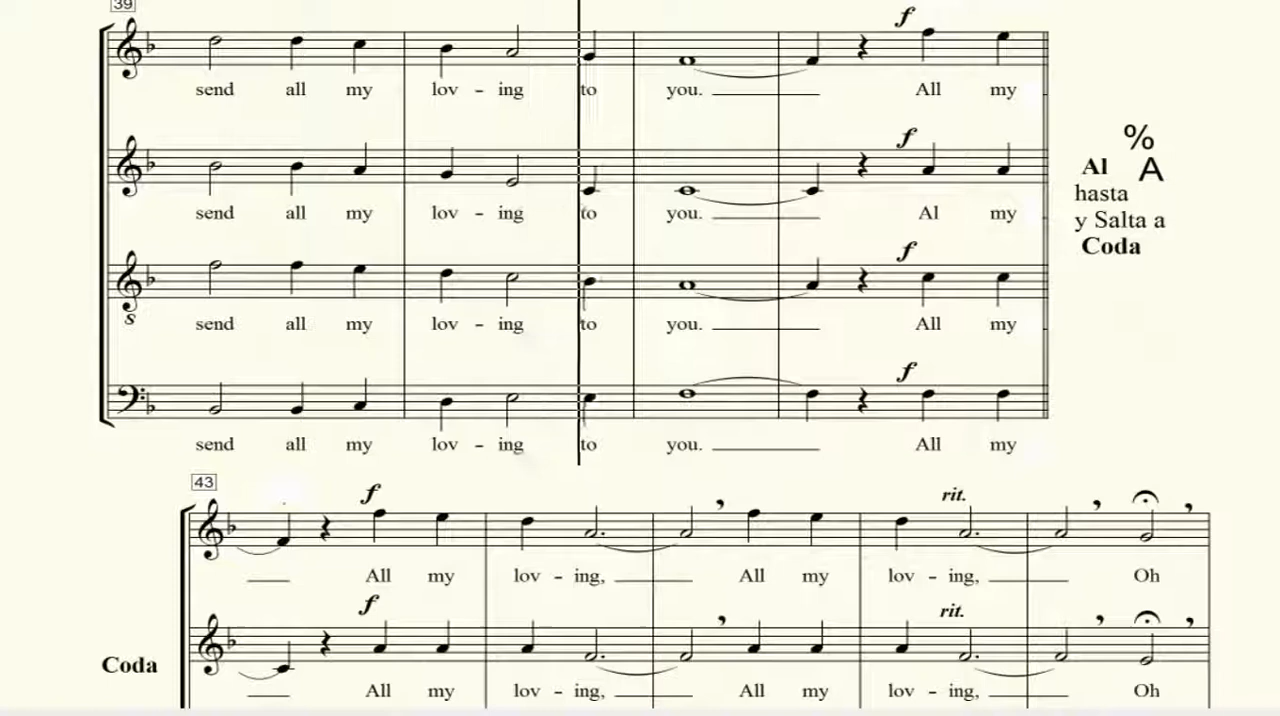 39
f
send all my lov - ing to you. All my
f
%
Al A
hasta
send all my lov - ing to you. Al my
y Salta a
Coda
f
8
send all my lov - ing to you. All my
f
send all my lov - ing to you. All my
43
f rit.
All my lov - ing, All my lov - ing, Oh
f rit.
Coda
All my lov - ing, All my lov - ing, Oh